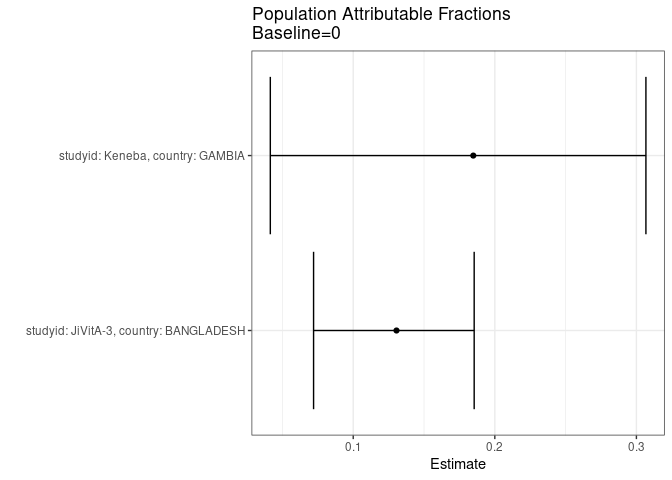 Population Attributable Fractions
Baseline=0
studyid: Keneba, country: GAMBIA
studyid: JiVitA-3, country: BANGLADESH
0.1
0.2
0.3
Estimate